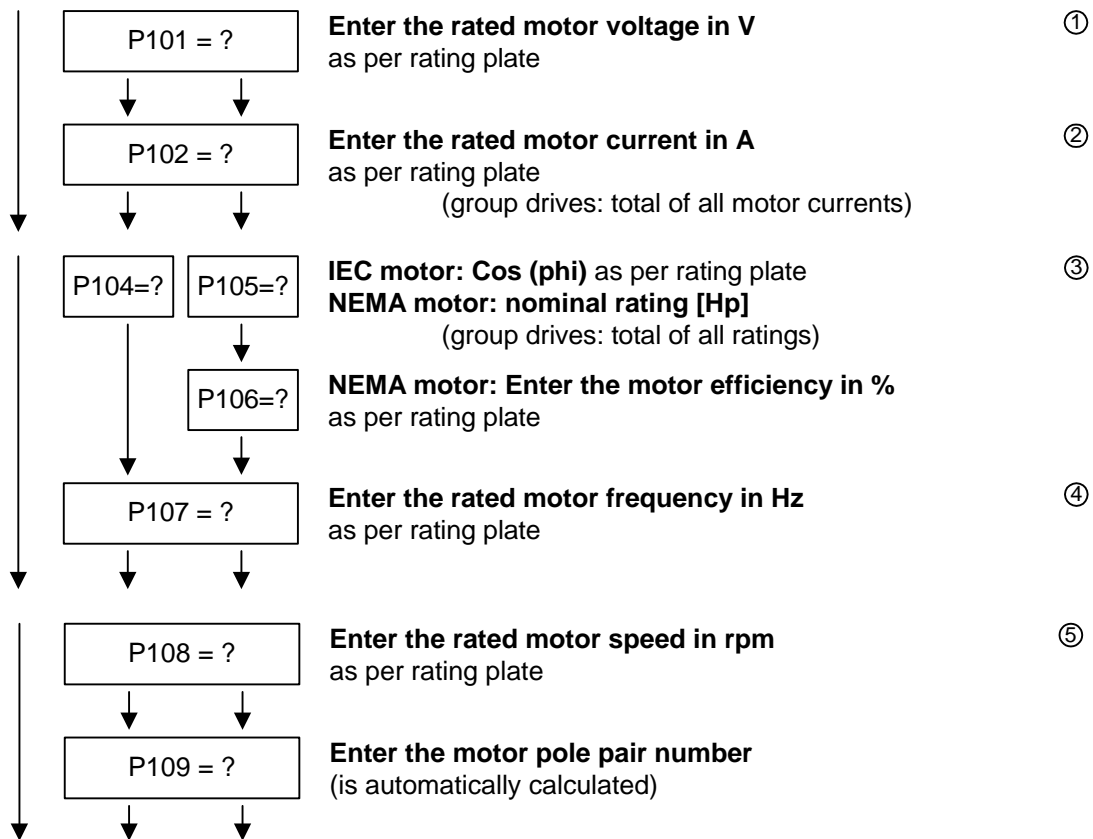 P101 = ?
Enter the rated motor voltage in V
①
as per rating plate
P102 = ?
Enter the rated motor current in A
②
as per rating plate
(group drives: total of all motor currents)
P104=?
P105=?
IEC motor: Cos (phi) as per rating plate
③
NEMA motor: nominal rating [Hp]
(group drives: total of all ratings)
P106=?
NEMA motor: Enter the motor efficiency in %
as per rating plate
P107 = ?
Enter the rated motor frequency in Hz
④
as per rating plate
P108 = ?
Enter the rated motor speed in rpm
⑤
as per rating plate
P109 = ?
Enter the motor pole pair number
(is automatically calculated)